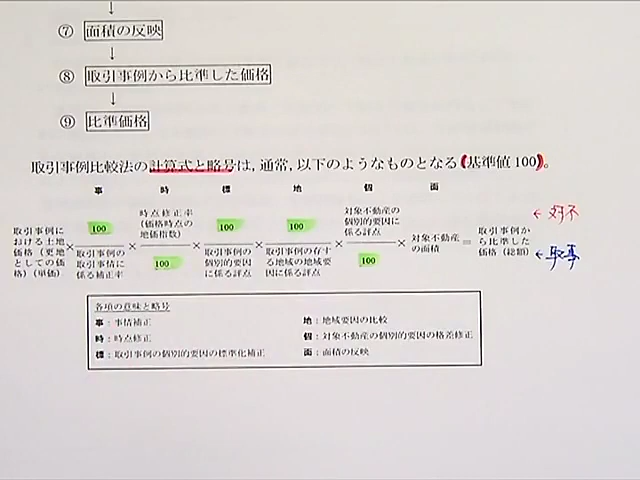 ↓
⑦ 面積の反映
↓
⑧ 取引事例から比準した価格
↓
⑨ 比準価格
取引事例比較法の計算式と略号は,通常,以下のようなものとなる(基準値100)。
事 時 標 地 個 面
取引事例における土地価格(更地としての価格)(単価) × 100 / 取引事例の取引事情に係る補正率 × 時点修正率(価格時点の地価指数) / 100 × 100 / 取引事例の個別的要因に係る評点 × 100 / 取引事例の存する地域の地域要因に係る評点 × 対象不動産の個別的要因に係る評点 / 100 × 対象不動産の面積 = 取引事例から比準した価格(総額)
← 対不
← 取事
各項の意味と略号
事:事情補正
時:時点修正
標:取引事例の個別的要因の標準化補正
地:地域要因の比較
個:対象不動産の個別的要因の格差修正
面:面積の反映